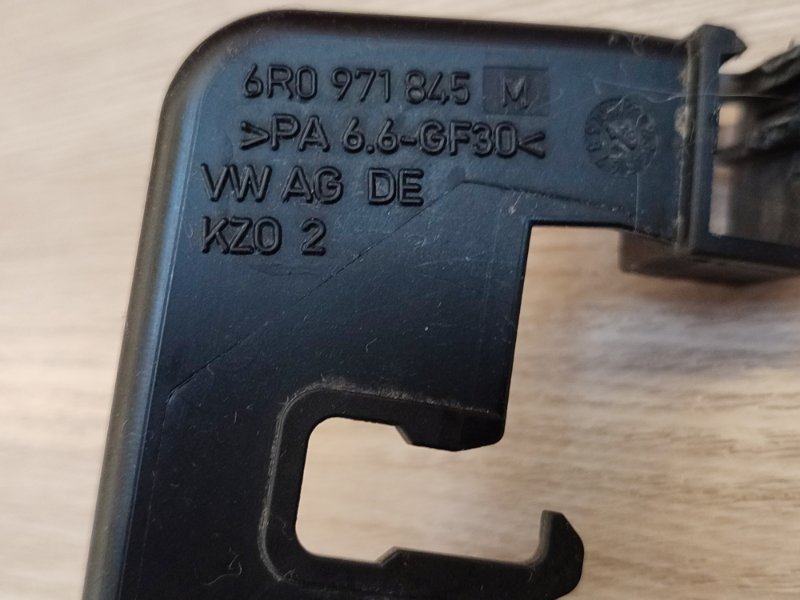 6R0 971 845 M
>PA 6.6-GF30<
VW AG DE
KZO 2